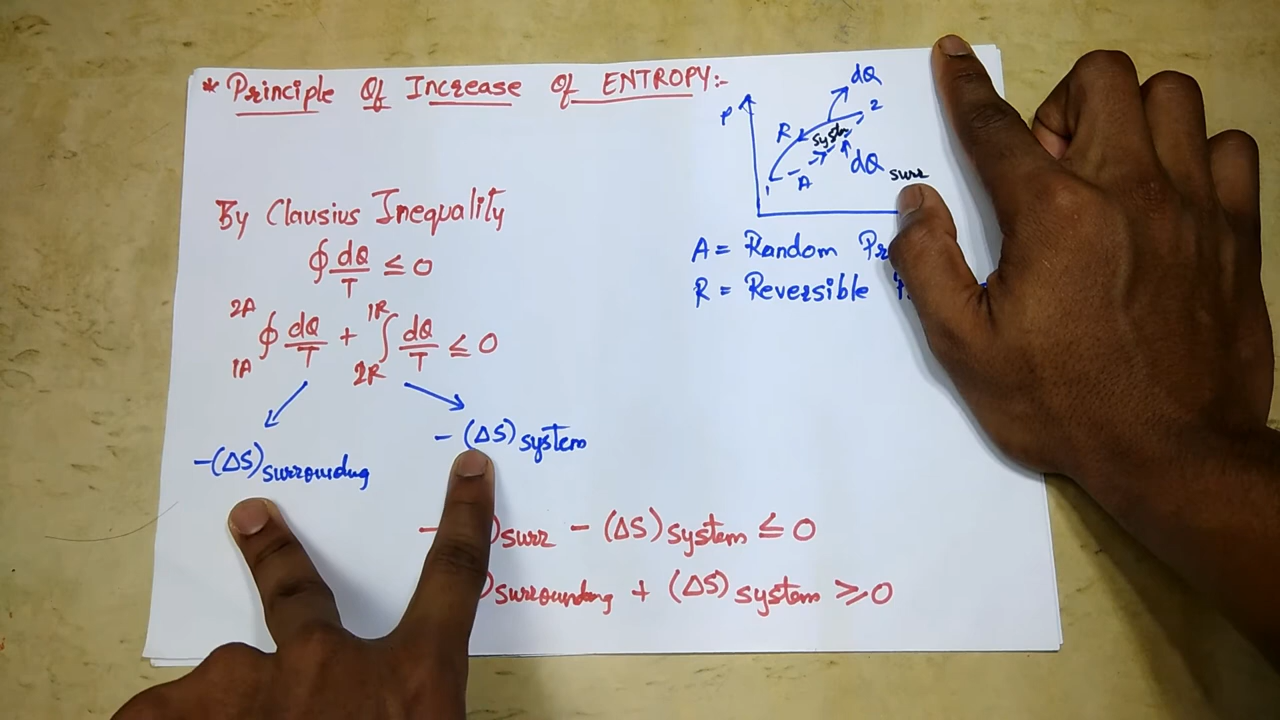 * Principle Of Increase Of ENTROPY:-
P
dQ
2
R
system
dQ surr
1
A
A = Random
R = Reversible
By Clausius Inequality
∮ dQ/T ≤ 0
2A 1A ∮ dQ/T + 1R 2R ∫ dQ/T ≤ 0
-(ΔS) surrounding
- (ΔS) system
surr - (ΔS) system ≤ 0
surrounding + (ΔS) system ≥ 0